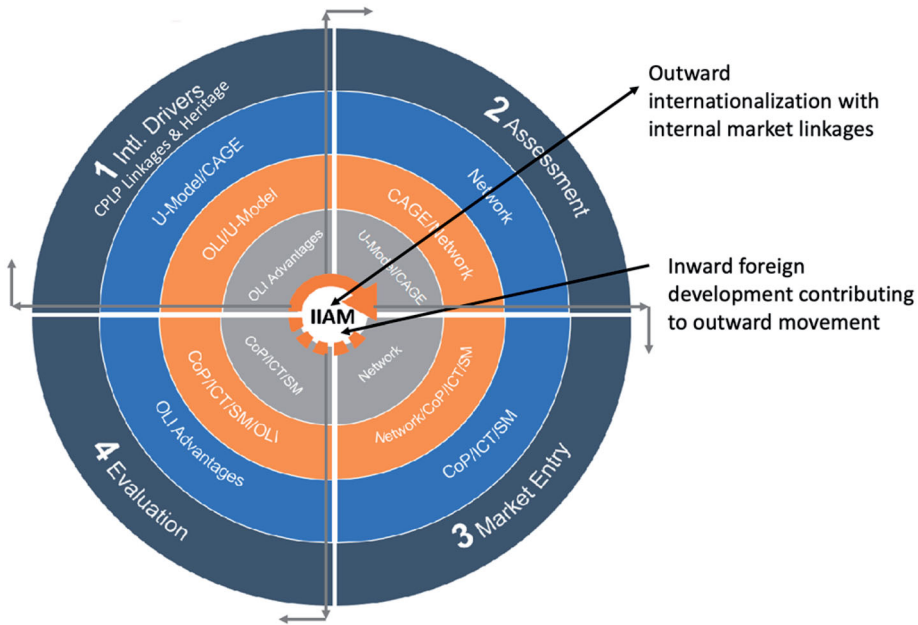 1 Intl. Drivers
CPLP Linkages & Heritage
U-Model/CAGE
OLI/U-Model
OLI Advantages
2 Assessment
Network
CAGE/Network
U-Model/CAGE
Outward
internationalization with
internal market linkages
Inward foreign
development contributing
to outward movement
IIAM
CoP/ICT/SM
CoP/ICT/SM/OLI
OLI Advantages
4 Evaluation
Network
Network/CoP/ICT/SM
CoP/ICT/SM
3 Market Entry